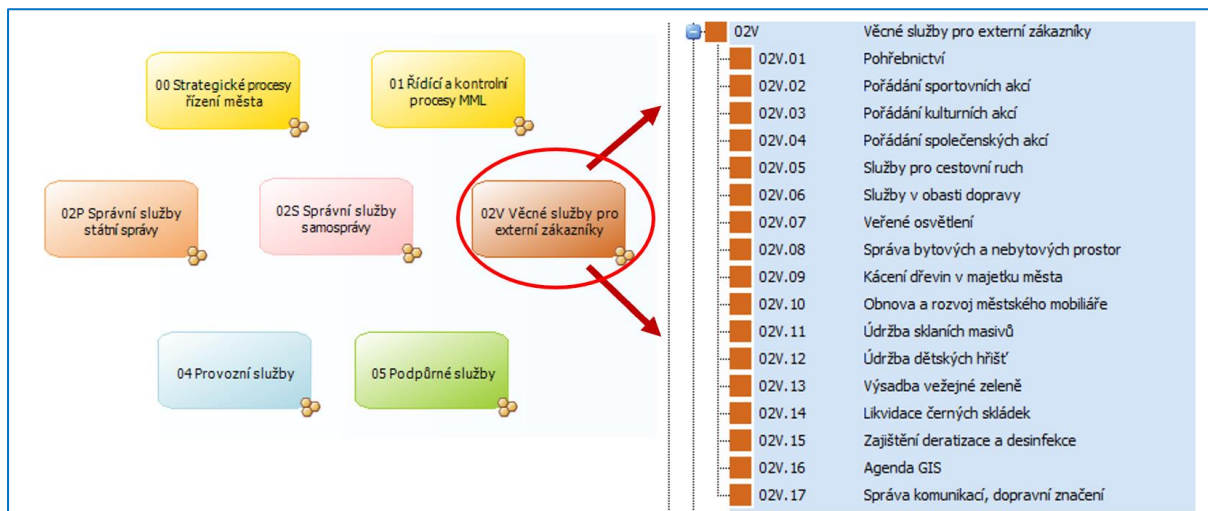 00 Strategické procesy
řízení města
01 Řídící a kontrolní
procesy MML
02P Správní služby
státní správy
02S Správní služby
samosprávy
02V Věcné služby pro
externí zákazníky
04 Provozní služby
05 Podpůrné služby
02V Věcné služby pro externí zákazníky
02V.01 Pohřebnictví
02V.02 Pořádání sportovních akcí
02V.03 Pořádání kulturních akcí
02V.04 Pořádání společenských akcí
02V.05 Služby pro cestovní ruch
02V.06 Služby v obasti dopravy
02V.07 Veřené osvětlení
02V.08 Správa bytových a nebytových prostor
02V.09 Kácení dřevin v majetku města
02V.10 Obnova a rozvoj městského mobiliáře
02V.11 Údržba sklaních masivů
02V.12 Údržba dětských hřišť
02V.13 Výsadba vežejné zeleně
02V.14 Likvidace černých skládek
02V.15 Zajištění deratizace a desinfekce
02V.16 Agenda GIS
02V.17 Správa komunikací, dopravní značení